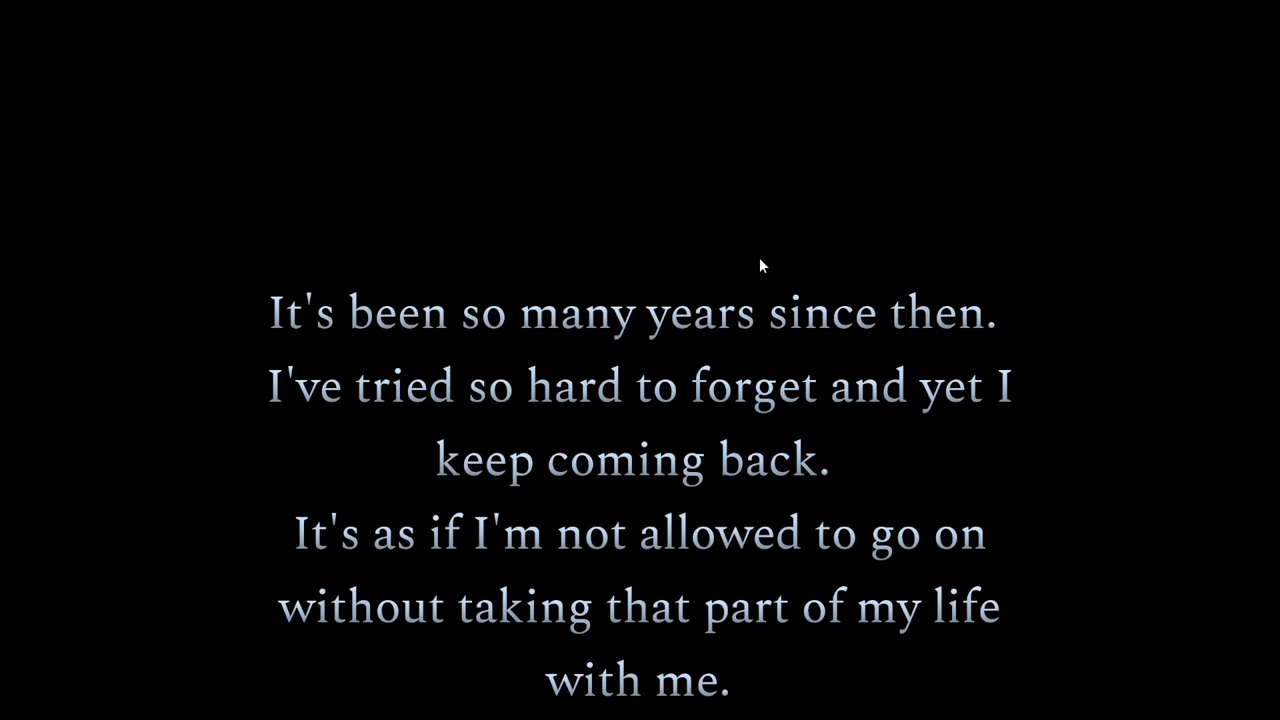 It's been so many years since then.
I've tried so hard to forget and yet I
keep coming back.
It's as if I'm not allowed to go on
without taking that part of my life
with me.